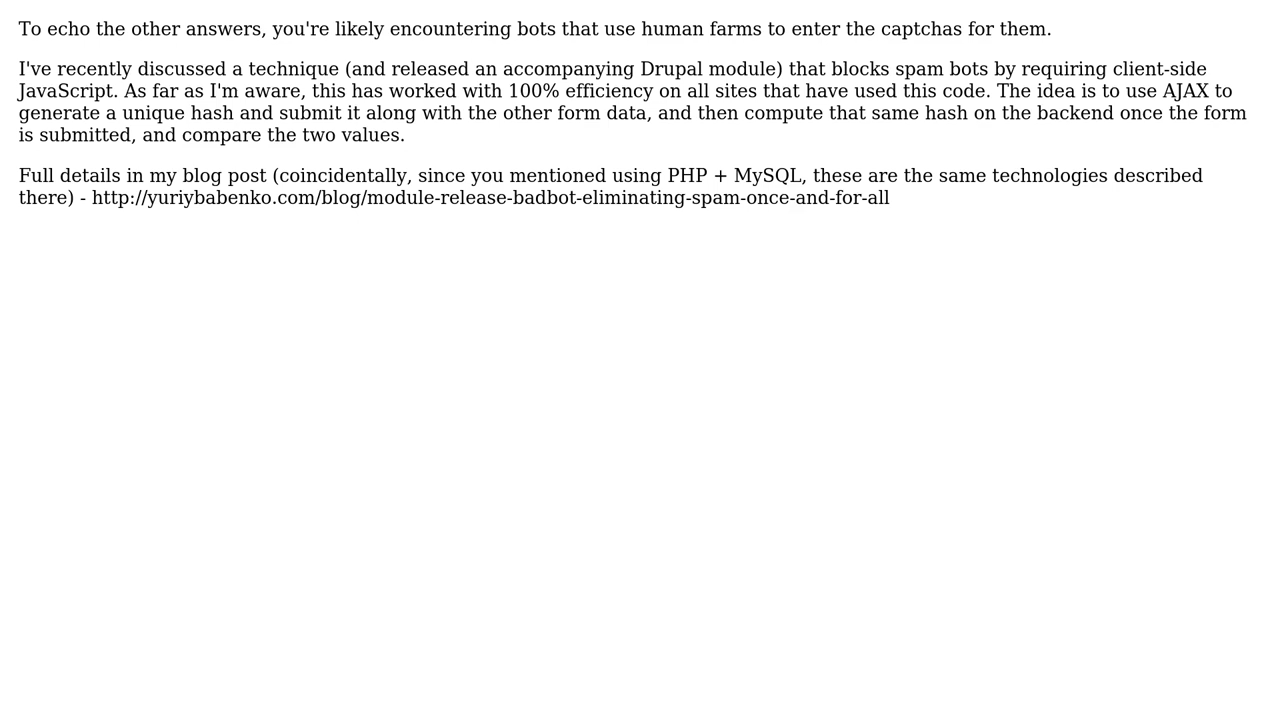 To echo the other answers, you're likely encountering bots that use human farms to enter the captchas for them.
I've recently discussed a technique (and released an accompanying Drupal module) that blocks spam bots by requiring client-side
JavaScript. As far as I'm aware, this has worked with 100% efficiency on all sites that have used this code. The idea is to use AJAX to
generate a unique hash and submit it along with the other form data, and then compute that same hash on the backend once the form
is submitted, and compare the two values.
Full details in my blog post (coincidentally, since you mentioned using PHP + MySQL, these are the same technologies described
there) - http://yuriybabenko.com/blog/module-release-badbot-eliminating-spam-once-and-for-all